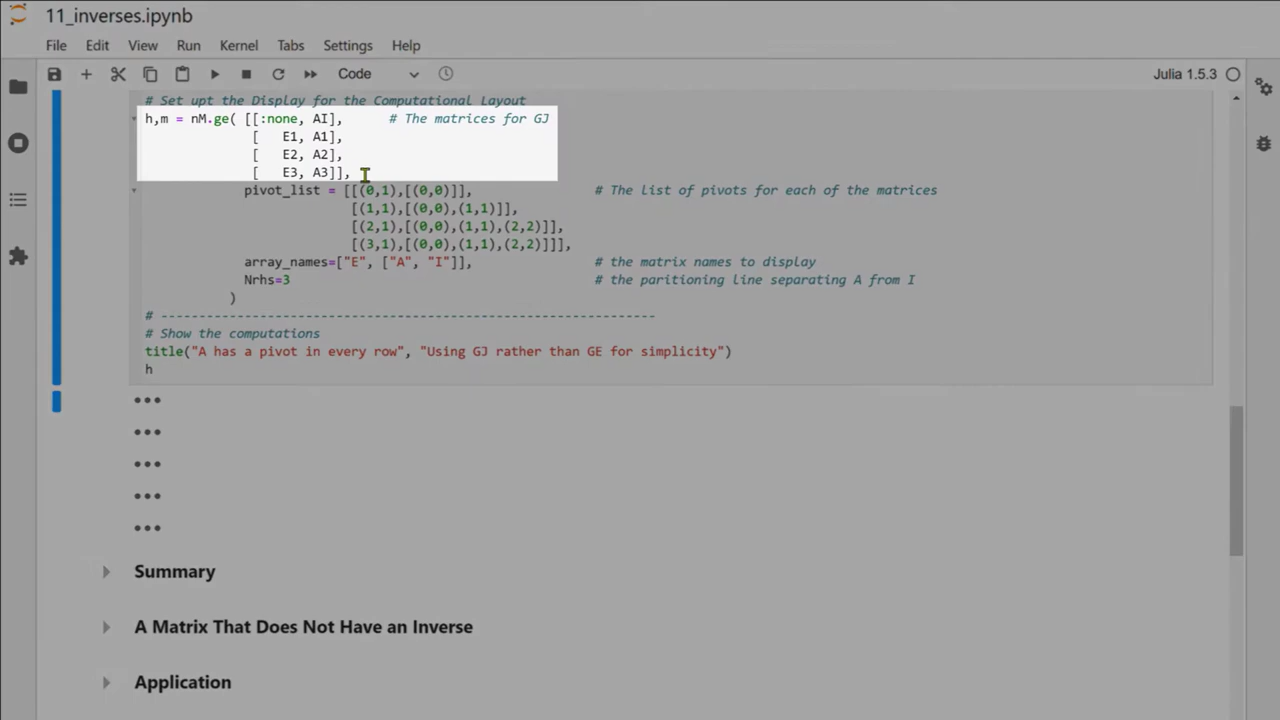 11_inverses.ipynb
File Edit View Run Kernel Tabs Settings Help
Code
Julia 1.5.3
# Set upt the Display for the Computational Layout
h,m = nM.ge( [[:none, AI], # The matrices for GJ
[ E1, A1],
[ E2, A2],
[ E3, A3]],
pivot_list = [[(0,1),[(0,0)]], # The list of pivots for each of the matrices
[(1,1),[(0,0),(1,1)]],
[(2,1),[(0,0),(1,1),(2,2)]],
[(3,1),[(0,0),(1,1),(2,2)]]],
array_names=["E", ["A", "I"]], # the matrix names to display
Nrhs=3 # the paritioning line separating A from I
)
# -----------------------------------------------------------------
# Show the computations
title("A has a pivot in every row", "Using GJ rather than GE for simplicity")
h
Summary
A Matrix That Does Not Have an Inverse
Application